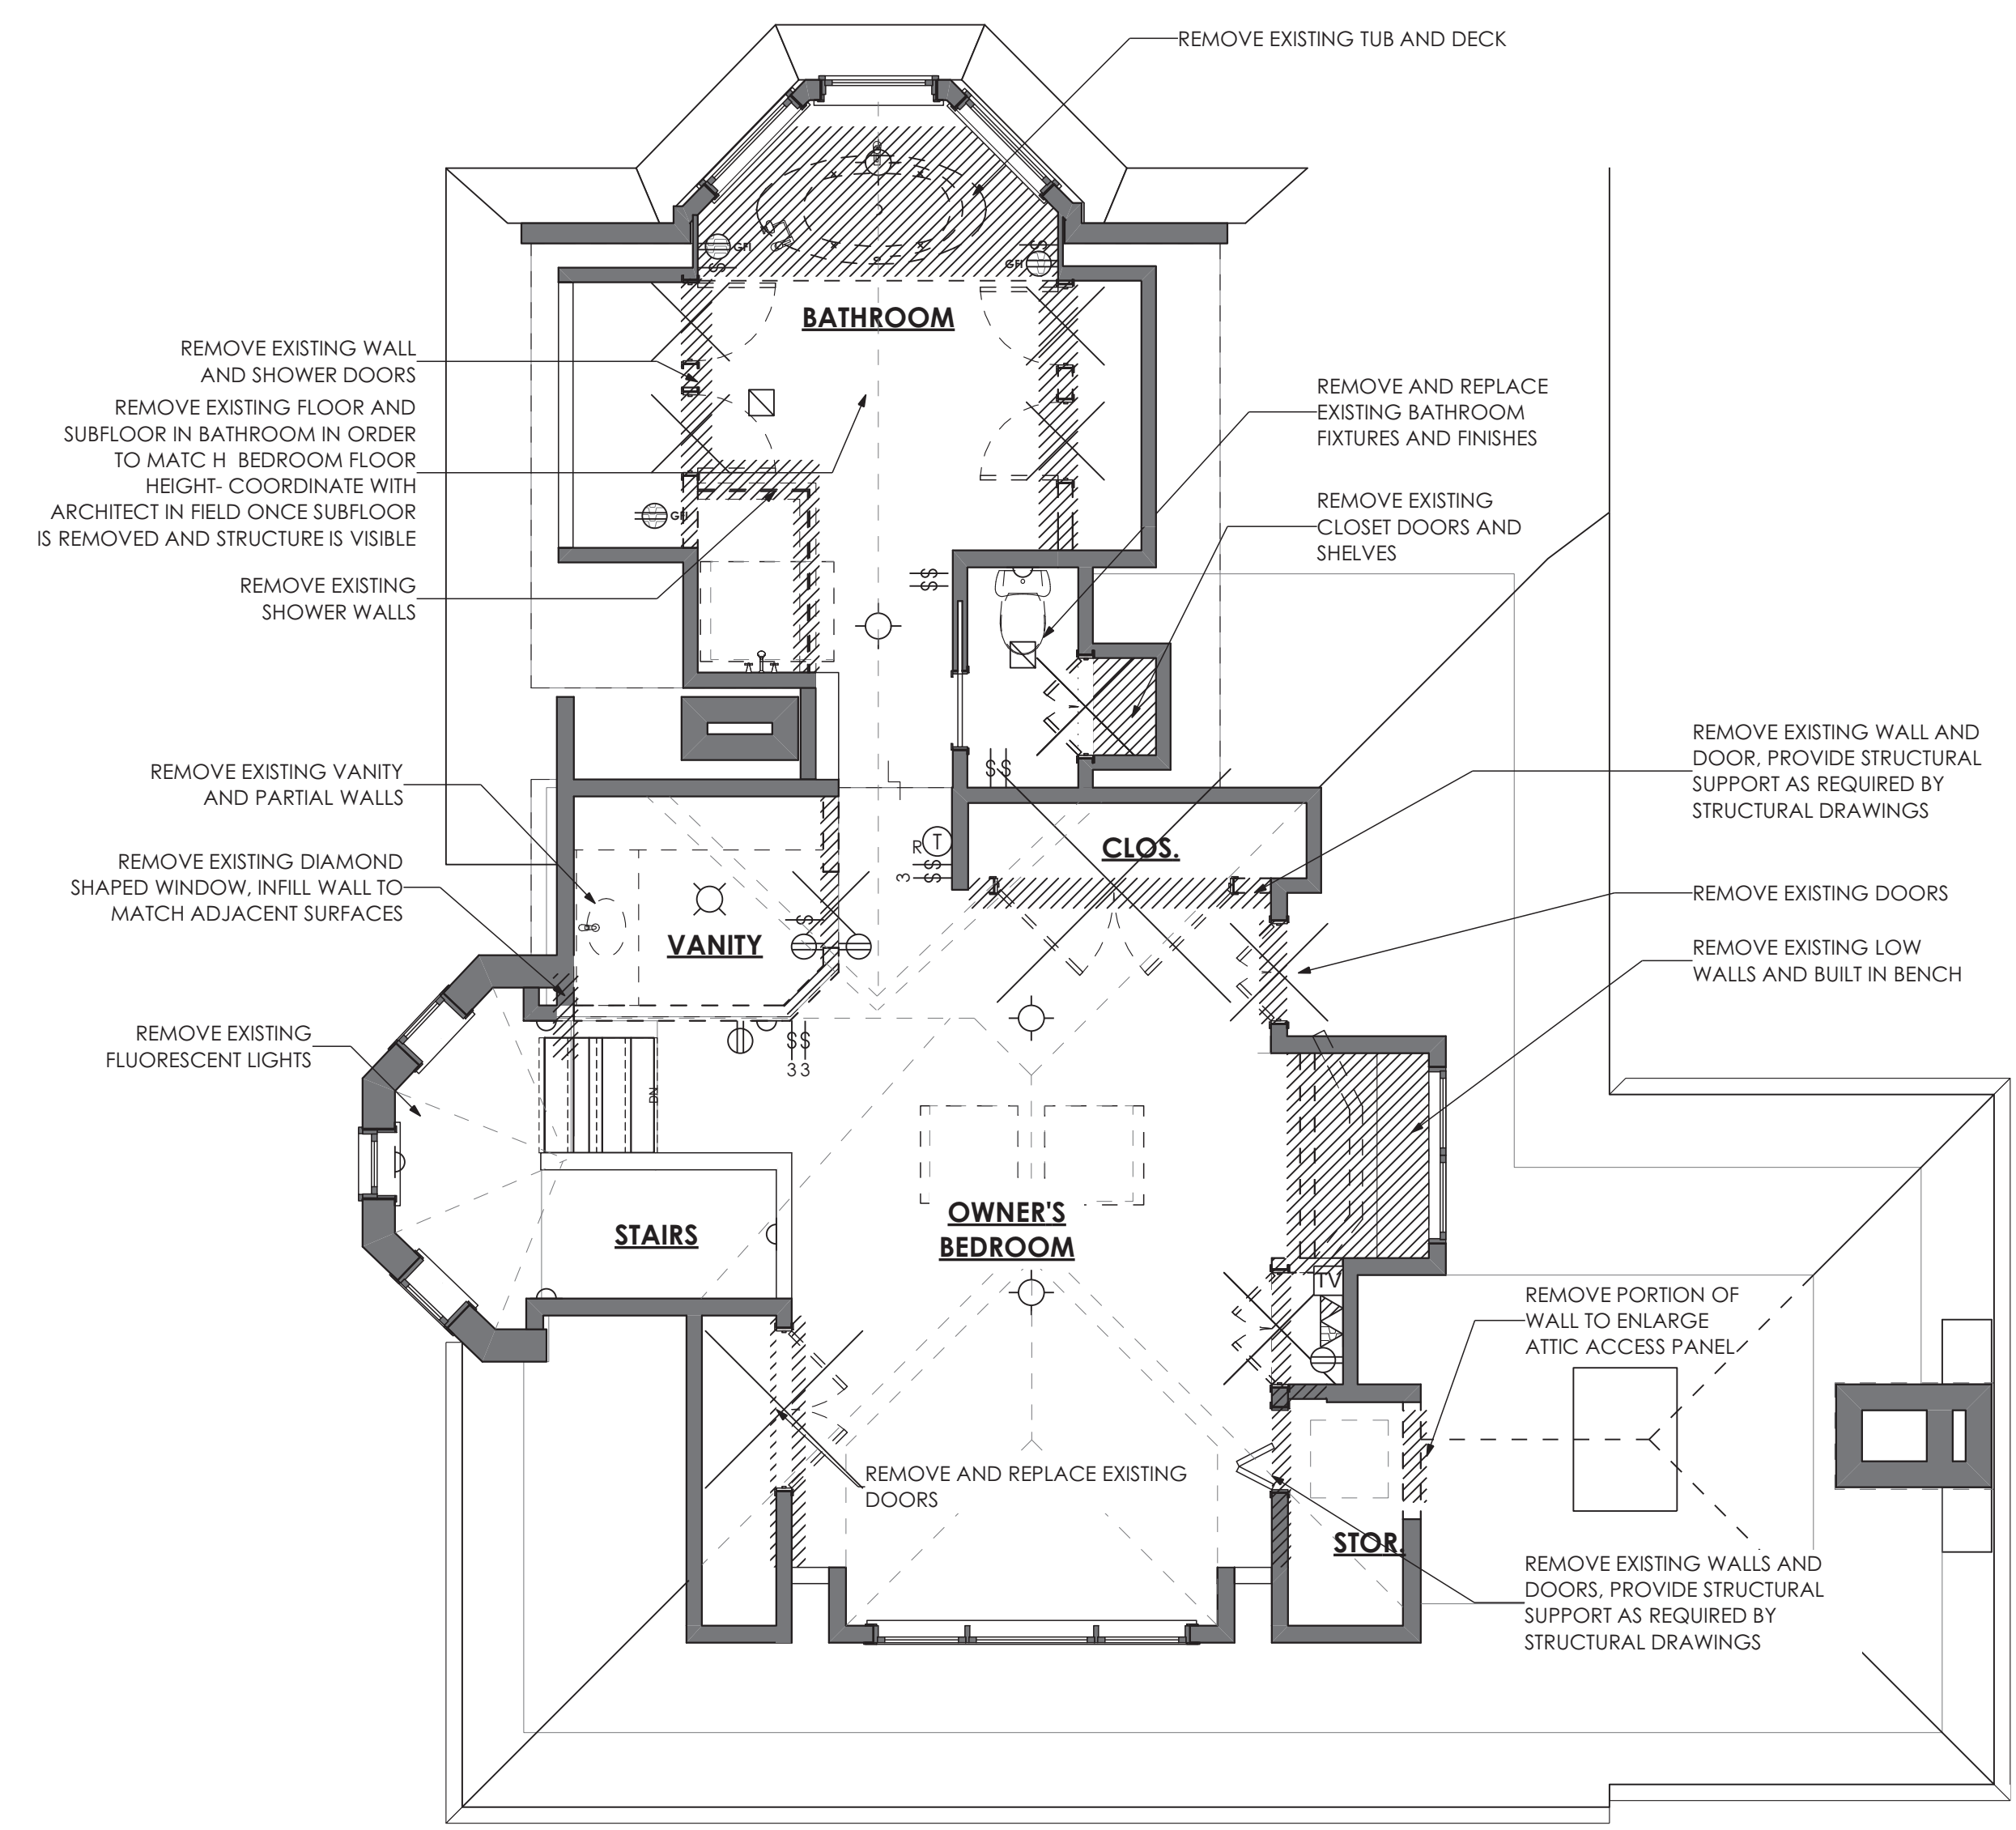 REMOVE EXISTING TUB AND DECK
GFI
S
S
GFI
BATHROOM
REMOVE EXISTING WALL
AND SHOWER DOORS
REMOVE EXISTING FLOOR AND
SUBFLOOR IN BATHROOM IN ORDER
TO MATC H BEDROOM FLOOR
HEIGHT- COORDINATE WITH
ARCHITECT IN FIELD ONCE SUBFLOOR
IS REMOVED AND STRUCTURE IS VISIBLE
GFI
REMOVE EXISTING
SHOWER WALLS
REMOVE AND REPLACE
EXISTING BATHROOM
FIXTURES AND FINISHES
REMOVE EXISTING
CLOSET DOORS AND
SHELVES
SS
SS
REMOVE EXISTING VANITY
AND PARTIAL WALLS
REMOVE EXISTING DIAMOND
SHAPED WINDOW, INFILL WALL TO
MATCH ADJACENT SURFACES
REMOVE EXISTING
FLUORESCENT LIGHTS
VANITY
S
R T
3 SS
CLOS.
REMOVE EXISTING WALL AND
DOOR, PROVIDE STRUCTURAL
SUPPORT AS REQUIRED BY
STRUCTURAL DRAWINGS
REMOVE EXISTING DOORS
REMOVE EXISTING LOW
WALLS AND BUILT IN BENCH
SS
33
DN
STAIRS
OWNER'S
BEDROOM
TV
REMOVE PORTION OF
WALL TO ENLARGE
ATTIC ACCESS PANEL
REMOVE AND REPLACE EXISTING
DOORS
STOR.
REMOVE EXISTING WALLS AND
DOORS, PROVIDE STRUCTURAL
SUPPORT AS REQUIRED BY
STRUCTURAL DRAWINGS